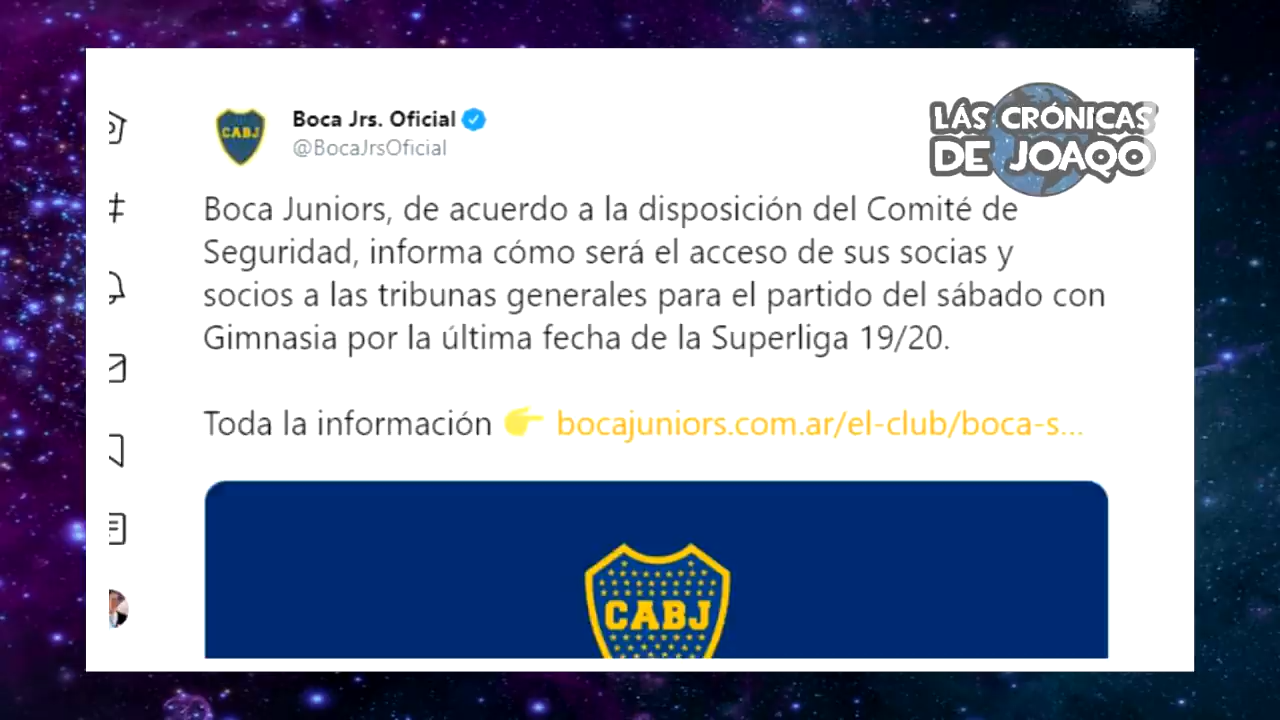 LÁS CRÓNICAS
DE JOAQO
CABJ
Boca Jrs. Oficial
@BocaJrsOficial
Boca Juniors, de acuerdo a la disposición del Comité de
Seguridad, informa cómo será el acceso de sus socias y
socios a las tribunas generales para el partido del sábado con
Gimnasia por la última fecha de la Superliga 19/20.
Toda la información 👉 bocajuniors.com.ar/el-club/boca-s...
CABJ